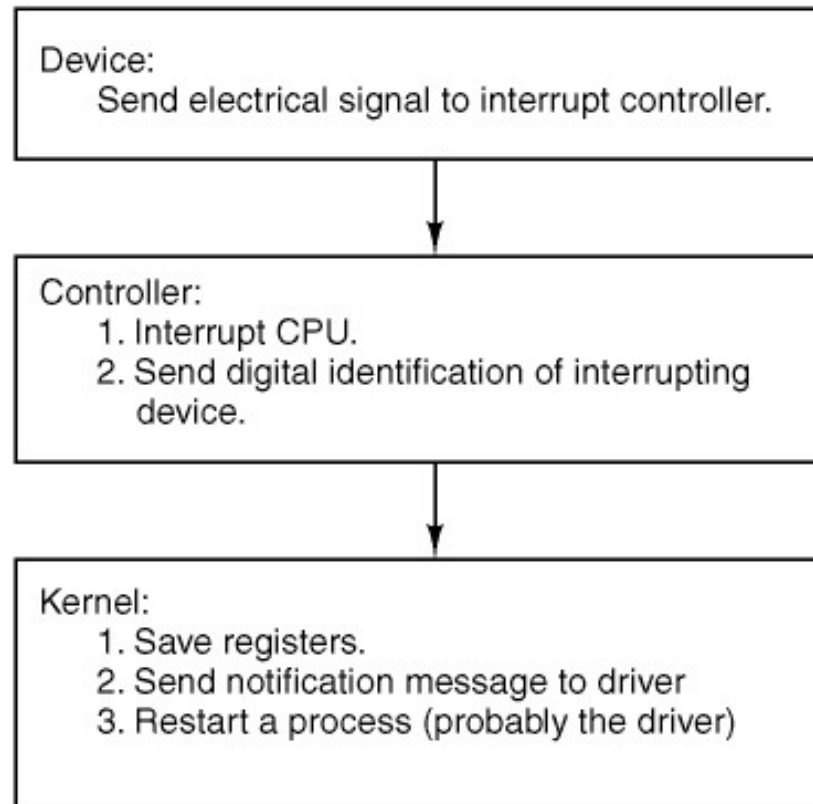 Device:
Send electrical signal to interrupt controller.
Controller:
1. Interrupt CPU.
2. Send digital identification of interrupting
device.
Kernel:
1. Save registers.
2. Send notification message to driver
3. Restart a process (probably the driver)